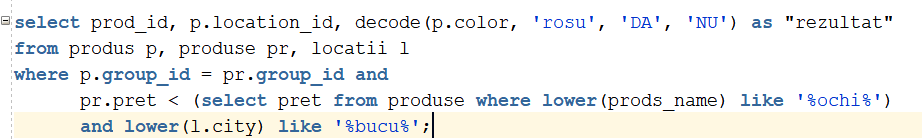 select prod_id, p.location_id, decode(p.color, 'rosu', 'DA', 'NU') as "rezultat"
from produs p, produse pr, locatii l
where p.group_id = pr.group_id and
pr.pret < (select pret from produse where lower(prods_name) like '%ochi%')
and lower(l.city) like '%bucu%';